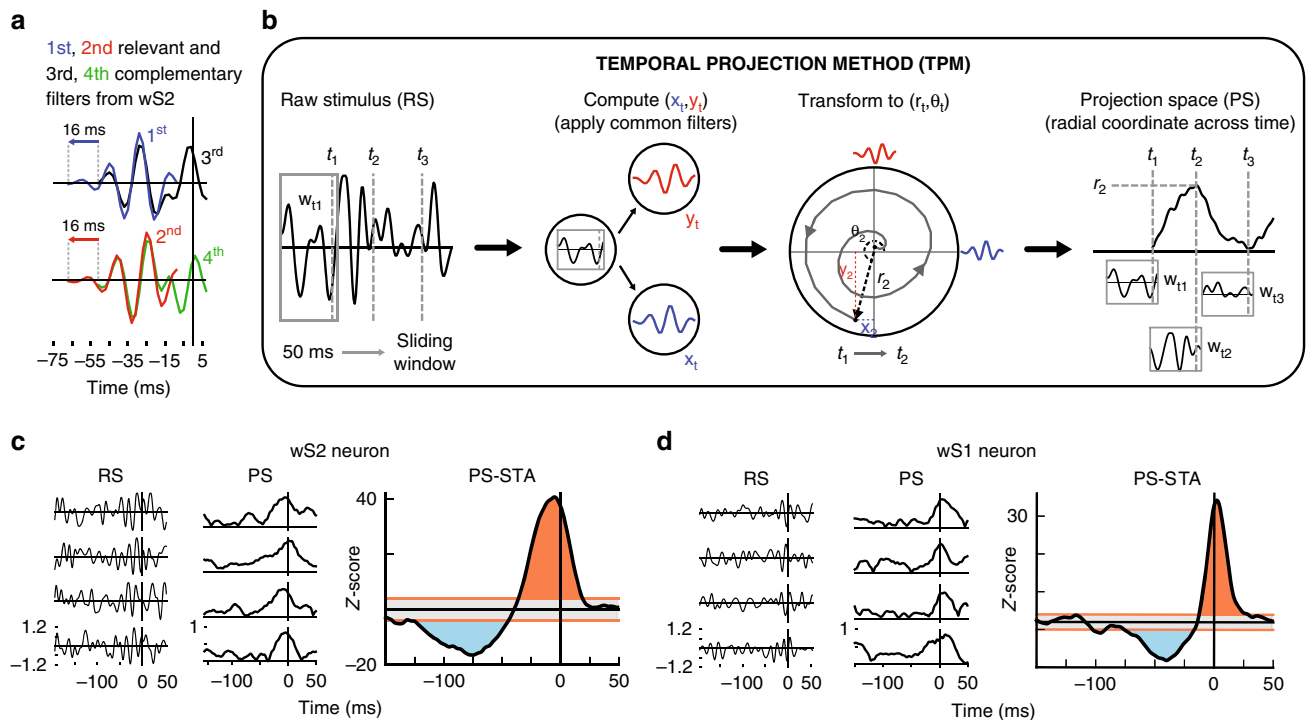 a
1st, 2nd relevant and
3rd, 4th complementary
filters from wS2
16 ms
1st
3rd
16 ms
2nd
4th
−75 −55 −35 −15 5
Time (ms)
b
TEMPORAL PROJECTION METHOD (TPM)
Raw stimulus (RS)
t1 t2 t3
wt1
50 ms
Sliding
window
Compute (xt,yt)
(apply common filters)
yt
xt
Transform to (rt,θt)
θ2
y2
r2
x2
t1 t2
Projection space (PS)
(radial coordinate across time)
t1 t2 t3
r2
wt1
wt3
wt2
c
wS2 neuron
RS PS PS-STA
1.2
−1.2
1
40
Z-score
−20
−100 0 50
−100 0 50
−100 0 50
Time (ms)
d
wS1 neuron
RS PS PS-STA
1.2
−1.2
1
30
Z-score
−100 0 50
−100 0 50
−100 0 50
Time (ms)